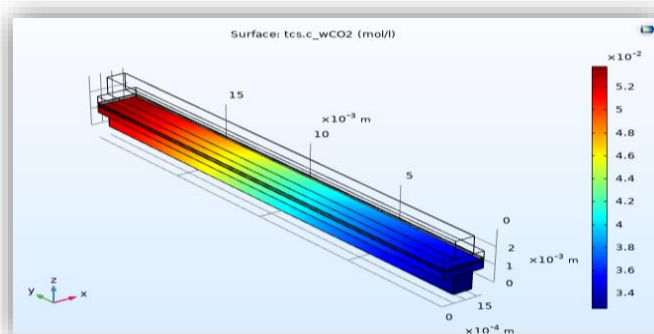 Surface: tcs.c_wCO2 (mol/l)
×10⁻²
5.2
5
4.8
4.6
4.4
4.2
4
3.8
3.6
3.4
15
×10⁻³ m
10
5
0
2
1
0
×10⁻³ m
15
0
×10⁻⁴ m
z
y
x